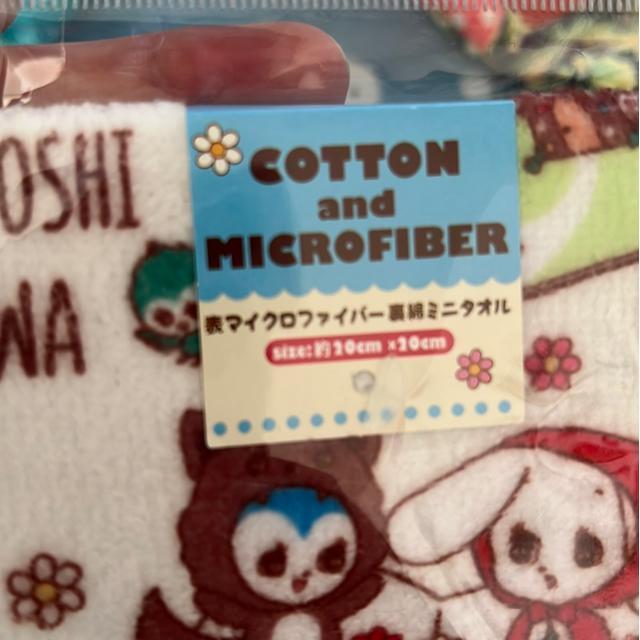 OSHI
WA
COTTON
and
MICROFIBER
表マイクロファイバー裏綿ミニタオル
size:約20cm×20cm